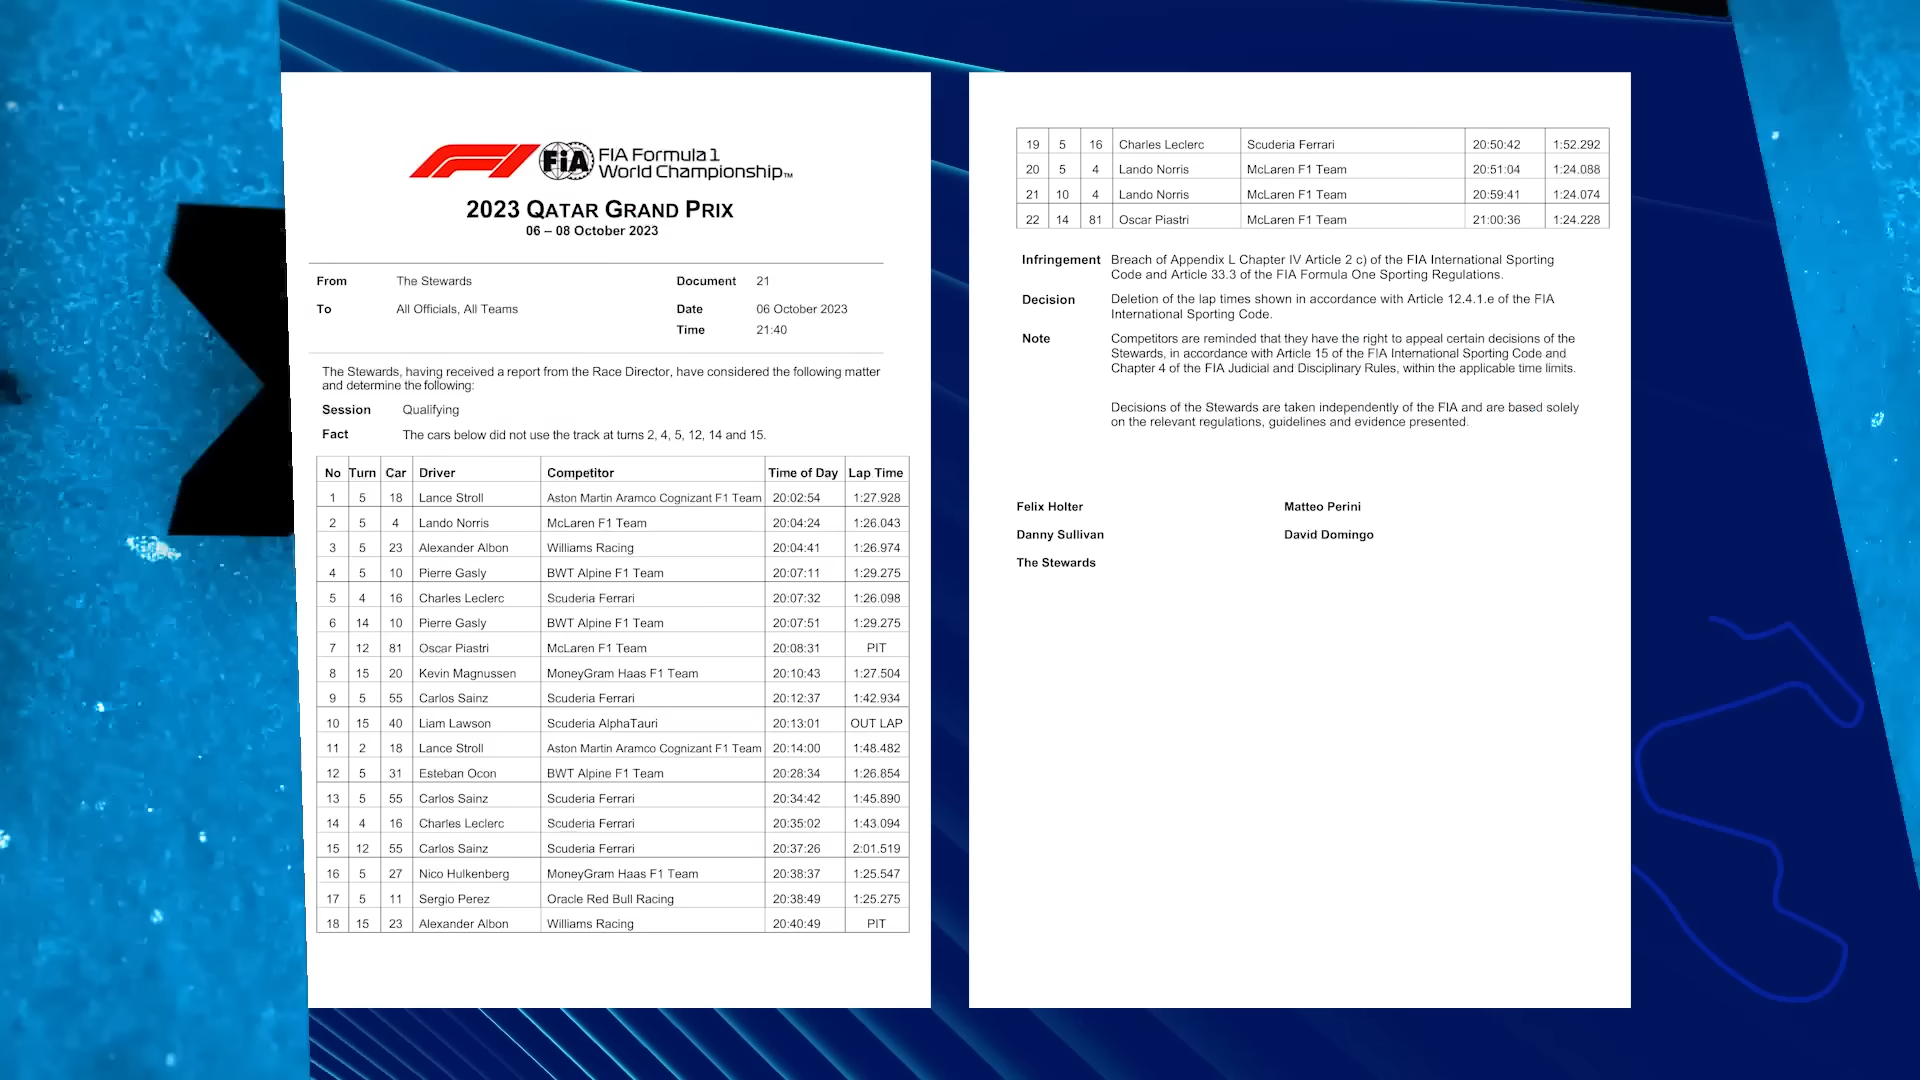 FIA FIA Formula 1
World Championship™
2023 QATAR GRAND PRIX
06 – 08 October 2023
From The Stewards Document 21
To All Officials, All Teams Date 06 October 2023
Time 21:40
The Stewards, having received a report from the Race Director, have considered the following matter
and determine the following:
Session Qualifying
Fact The cars below did not use the track at turns 2, 4, 5, 12, 14 and 15.
No Turn Car Driver Competitor Time of Day Lap Time
1 5 18 Lance Stroll Aston Martin Aramco Cognizant F1 Team 20:02:54 1:27.928
2 5 4 Lando Norris McLaren F1 Team 20:04:24 1:26.043
3 5 23 Alexander Albon Williams Racing 20:04:41 1:26.974
4 5 10 Pierre Gasly BWT Alpine F1 Team 20:07:11 1:29.275
5 4 16 Charles Leclerc Scuderia Ferrari 20:07:32 1:26.098
6 14 10 Pierre Gasly BWT Alpine F1 Team 20:07:51 1:29.275
7 12 81 Oscar Piastri McLaren F1 Team 20:08:31 PIT
8 15 20 Kevin Magnussen MoneyGram Haas F1 Team 20:10:43 1:27.504
9 5 55 Carlos Sainz Scuderia Ferrari 20:12:37 1:42.934
10 15 40 Liam Lawson Scuderia AlphaTauri 20:13:01 OUT LAP
11 2 18 Lance Stroll Aston Martin Aramco Cognizant F1 Team 20:14:00 1:48.482
12 5 31 Esteban Ocon BWT Alpine F1 Team 20:28:34 1:26.854
13 5 55 Carlos Sainz Scuderia Ferrari 20:34:42 1:45.890
14 4 16 Charles Leclerc Scuderia Ferrari 20:35:02 1:43.094
15 12 55 Carlos Sainz Scuderia Ferrari 20:37:26 2:01.519
16 5 27 Nico Hulkenberg MoneyGram Haas F1 Team 20:38:37 1:25.547
17 5 11 Sergio Perez Oracle Red Bull Racing 20:38:49 1:25.275
18 15 23 Alexander Albon Williams Racing 20:40:49 PIT
19 5 16 Charles Leclerc Scuderia Ferrari 20:50:42 1:52.292
20 5 4 Lando Norris McLaren F1 Team 20:51:04 1:24.088
21 10 4 Lando Norris McLaren F1 Team 20:59:41 1:24.074
22 14 81 Oscar Piastri McLaren F1 Team 21:00:36 1:24.228
Infringement Breach of Appendix L Chapter IV Article 2 c) of the FIA International Sporting
Code and Article 33.3 of the FIA Formula One Sporting Regulations.
Decision Deletion of the lap times shown in accordance with Article 12.4.1.e of the FIA
International Sporting Code.
Note Competitors are reminded that they have the right to appeal certain decisions of the
Stewards, in accordance with Article 15 of the FIA International Sporting Code and
Chapter 4 of the FIA Judicial and Disciplinary Rules, within the applicable time limits.
Decisions of the Stewards are taken independently of the FIA and are based solely
on the relevant regulations, guidelines and evidence presented.
Felix Holter Matteo Perini
Danny Sullivan David Domingo
The Stewards